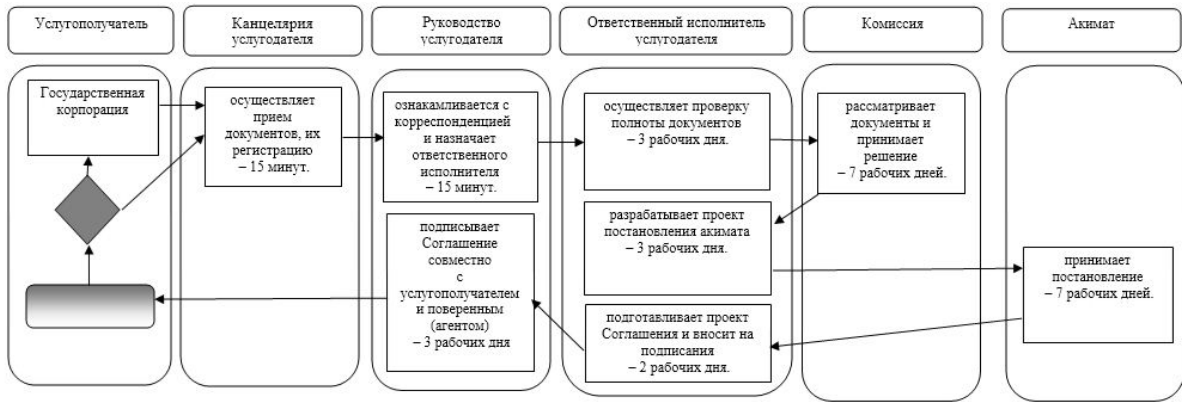 Услугополучатель
Канцелярия
услугодателя
Руководство
услугодателя
Ответственный исполнитель
услугодателя
Комиссия
Акимат
Государственная
корпорация
осуществляет
прием
документов, их
регистрацию
– 15 минут.
ознакамливается с
корреспонденцией
и назначает
ответственного
исполнителя
– 15 минут.
осуществляет проверку
полноты документов
– 3 рабочих дня.
рассматривает
документы и
принимает
решение
– 7 рабочих дней.
разрабатывает проект
постановления акимата
– 3 рабочих дня.
принимает
постановление
– 7 рабочих дней.
подготавливает проект
Соглашения и вносит на
подписания
– 2 рабочих дня.
подписывает
Соглашение
совместно
с
услугополучателем
и поверенным
(агентом)
– 3 рабочих дня